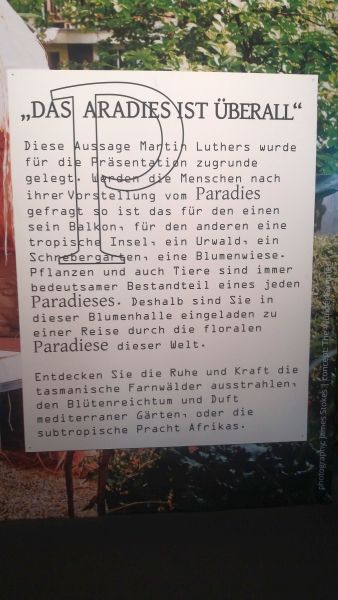 „DAS PARADIES IST ÜBERALL“
Diese Aussage Martin Luthers wurde
für die Präsentation zugrunde
gelegt. Werden die Menschen nach
ihrer Vorstellung vom Paradies
gefragt so ist das für den einen
sein Balkon, für den anderen eine
tropische Insel, ein Urwald, ein
Schrebergarten, eine Blumenwiese.
Pflanzen und auch Tiere sind immer
bedeutsamer Bestandteil eines jeden
Paradieses. Deshalb sind Sie in
dieser Blumenhalle eingeladen zu
einer Reise durch die floralen
Paradiese dieser Welt.
Entdecken Sie die Ruhe und Kraft die
tasmanische Farnwälder ausstrahlen,
den Blütenreichtum und Duft
mediterraner Gärten, oder die
subtropische Pracht Afrikas.
photography: James Stokes | concept: The Wonderwalls